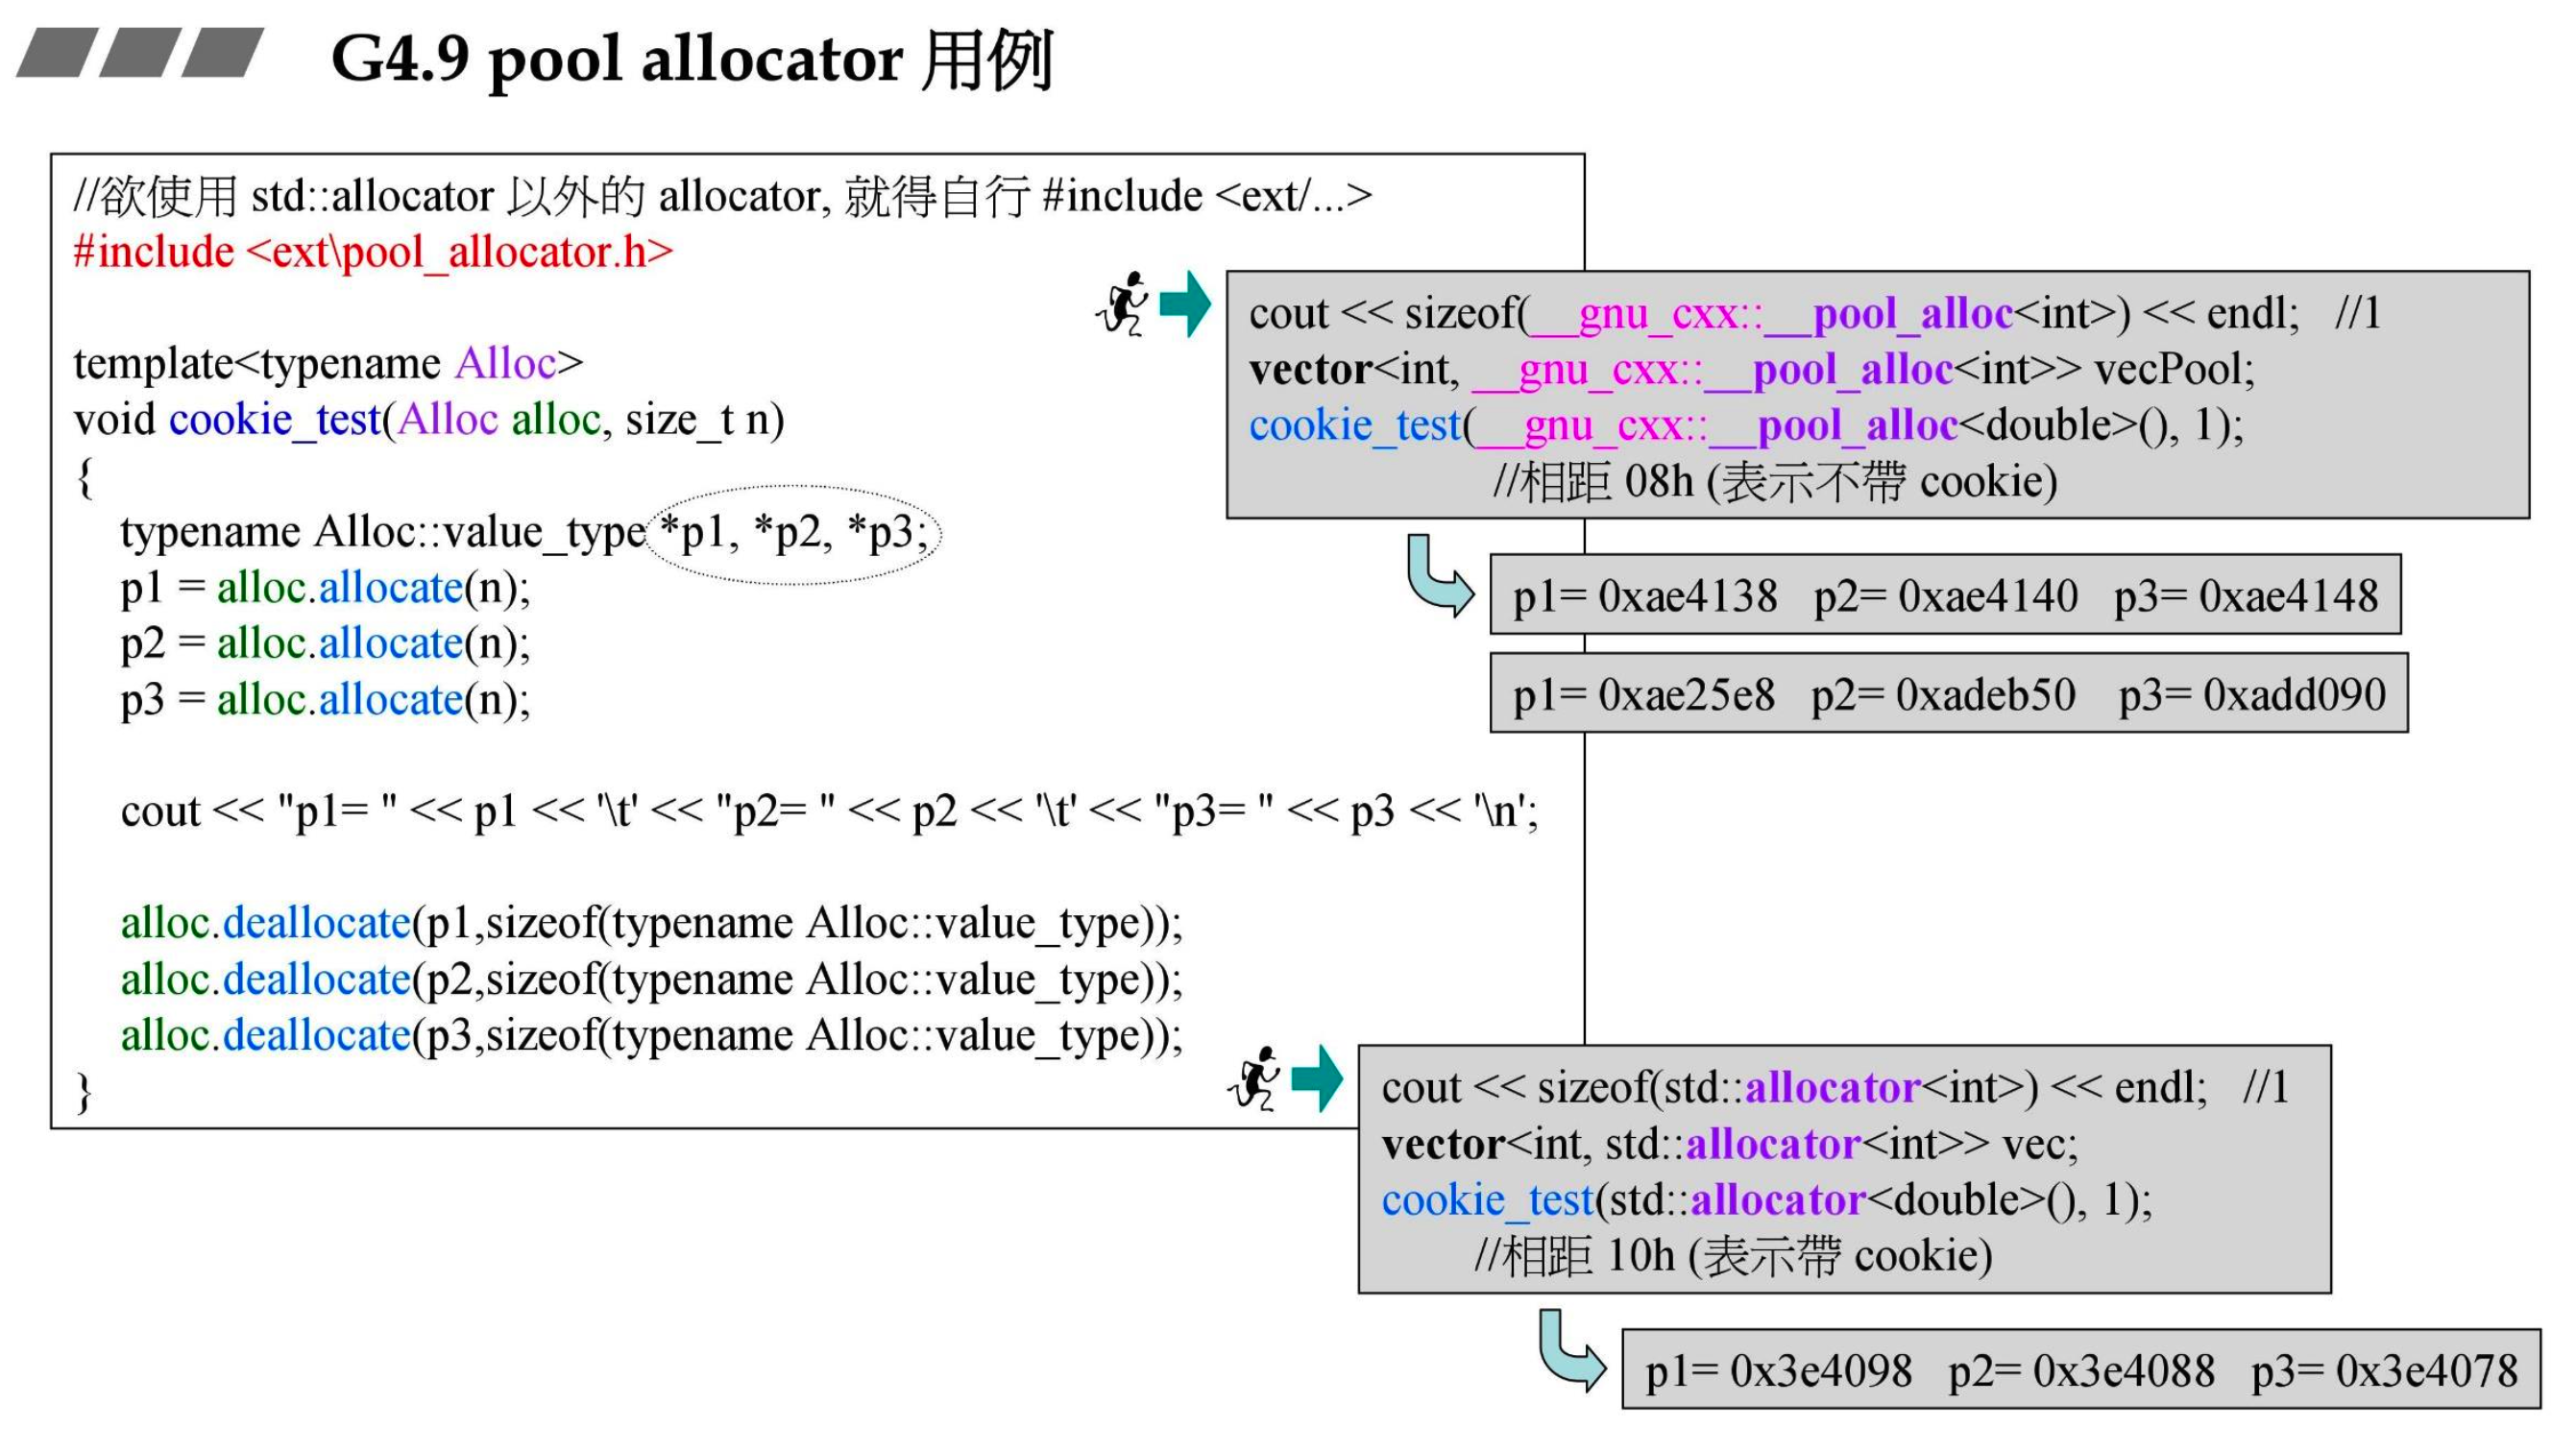 G4.9 pool allocator 用例
//欲使用 std::allocator 以外的 allocator, 就得自行 #include <ext/...>
#include <ext\pool_allocator.h>
template<typename Alloc>
void cookie_test(Alloc alloc, size_t n)
{
typename Alloc::value_type *p1, *p2, *p3;
p1 = alloc.allocate(n);
p2 = alloc.allocate(n);
p3 = alloc.allocate(n);
cout << "p1= " << p1 << '\t' << "p2= " << p2 << '\t' << "p3= " << p3 << '\n';
alloc.deallocate(p1,sizeof(typename Alloc::value_type));
alloc.deallocate(p2,sizeof(typename Alloc::value_type));
alloc.deallocate(p3,sizeof(typename Alloc::value_type));
}
cout << sizeof(__gnu_cxx::__pool_alloc<int>) << endl; //1
vector<int, __gnu_cxx::__pool_alloc<int>> vecPool;
cookie_test(__gnu_cxx::__pool_alloc<double>(), 1);
//相距 08h (表示不帶 cookie)
p1= 0xae4138 p2= 0xae4140 p3= 0xae4148
p1= 0xae25e8 p2= 0xadeb50 p3= 0xadd090
cout << sizeof(std::allocator<int>) << endl; //1
vector<int, std::allocator<int>> vec;
cookie_test(std::allocator<double>(), 1);
//相距 10h (表示帶 cookie)
p1= 0x3e4098 p2= 0x3e4088 p3= 0x3e4078